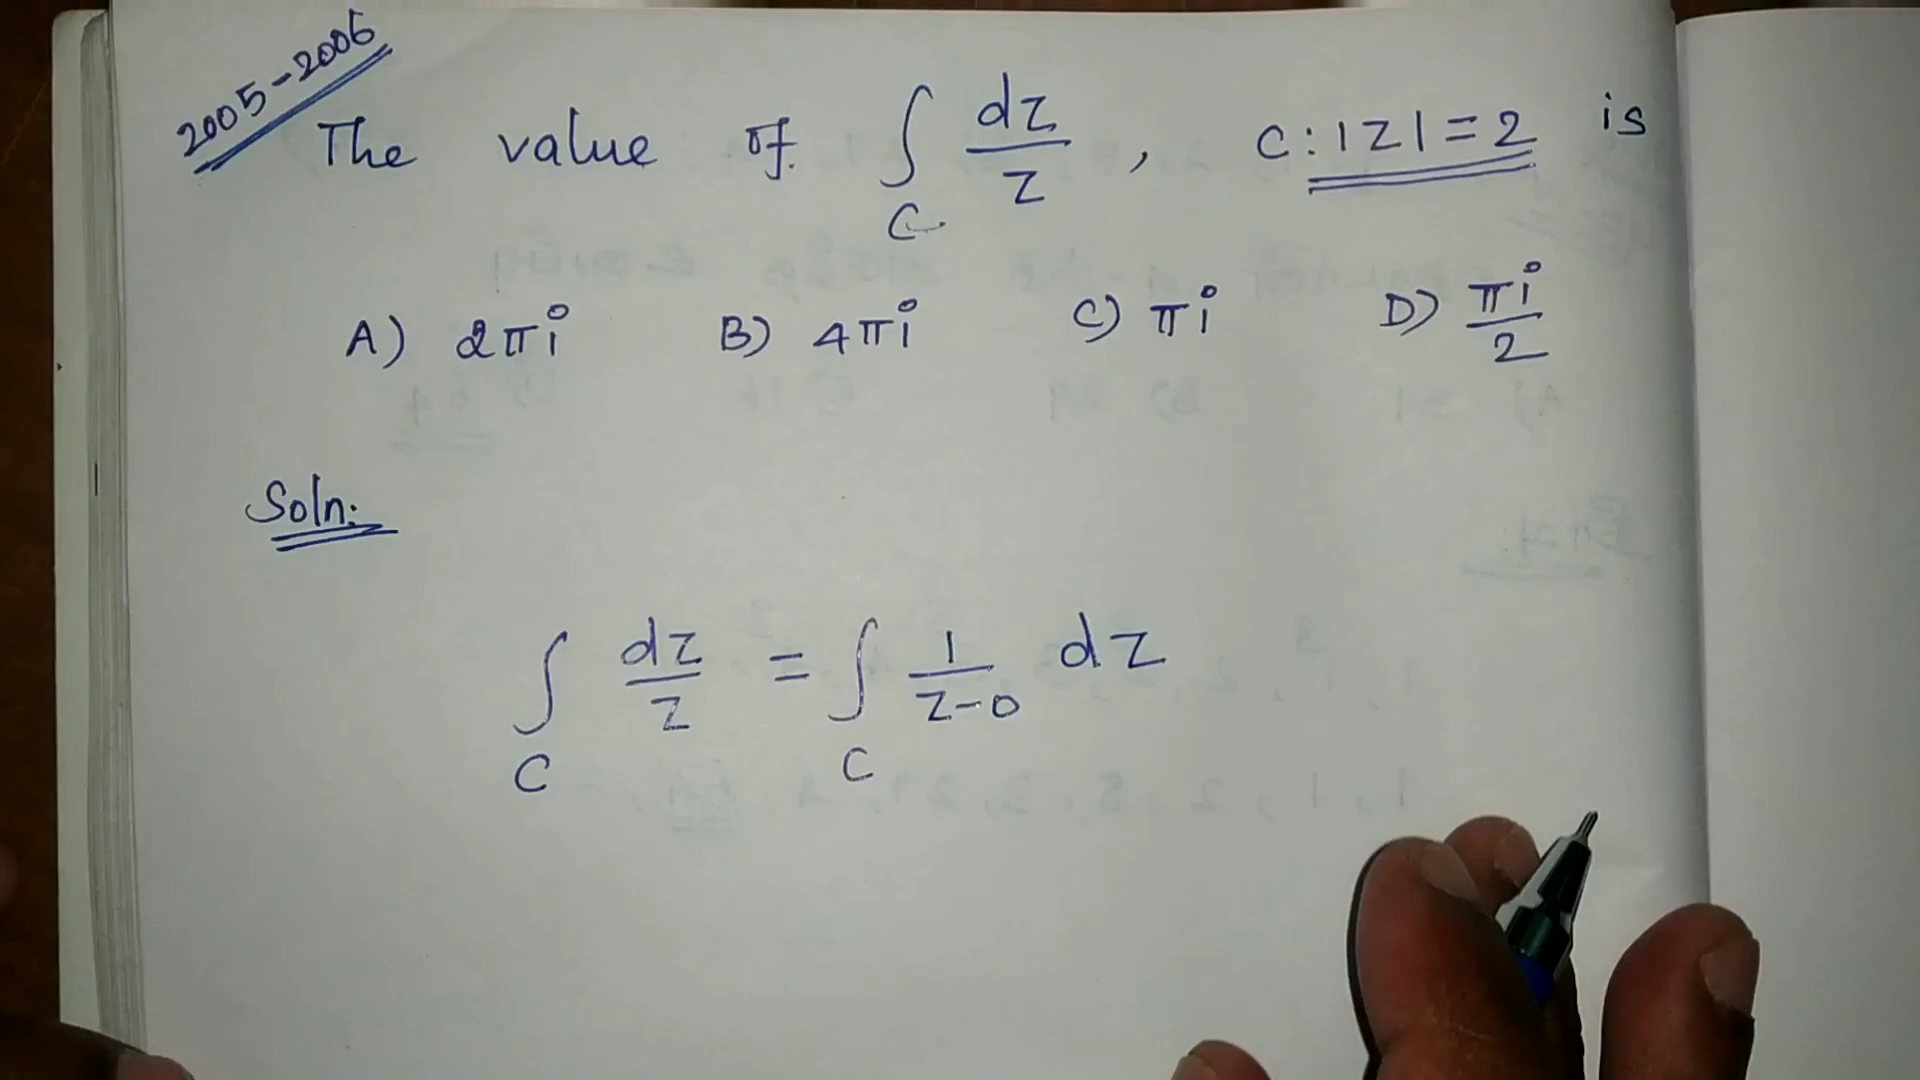 2005-2006
The value of ∫_C dz/z, C:|z|=2 is
A) 2πi B) 4πi C) πi D) πi/2
Soln:
∫_C dz/z = ∫_C 1/(z-0) dz